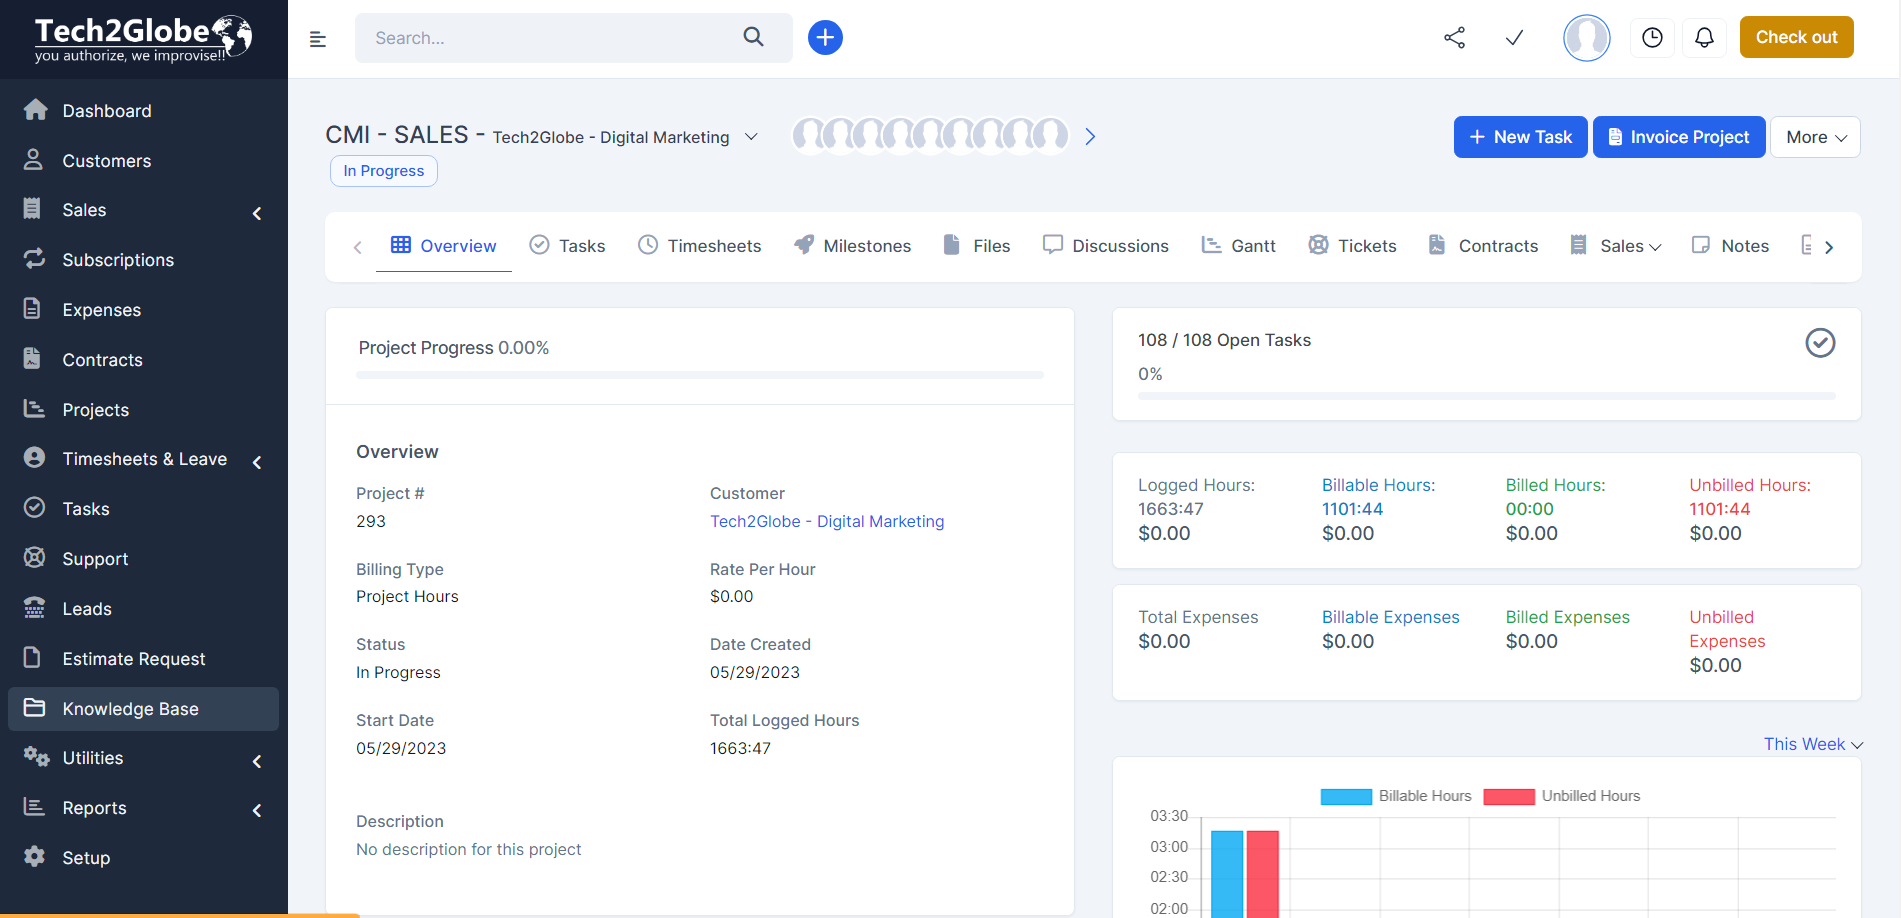 Tech2Globe
you authorize, we improvise!!
Search...
Check out
Dashboard
Customers
Sales
Subscriptions
Expenses
Contracts
Projects
Timesheets & Leave
Tasks
Support
Leads
Estimate Request
Knowledge Base
Utilities
Reports
Setup
CMI - SALES - Tech2Globe - Digital Marketing
In Progress
New Task
Invoice Project
More
Overview
Tasks
Timesheets
Milestones
Files
Discussions
Gantt
Tickets
Contracts
Sales
Notes
Project Progress 0.00%
Overview
Project #
293
Customer
Tech2Globe - Digital Marketing
Billing Type
Project Hours
Rate Per Hour
$0.00
Status
In Progress
Date Created
05/29/2023
Start Date
05/29/2023
Total Logged Hours
1663:47
Description
No description for this project
108 / 108 Open Tasks
0%
Logged Hours:
1663:47
$0.00
Billable Hours:
1101:44
$0.00
Billed Hours:
00:00
$0.00
Unbilled Hours:
1101:44
$0.00
Total Expenses
$0.00
Billable Expenses
$0.00
Billed Expenses
$0.00
Unbilled
Expenses
$0.00
This Week
Billable Hours
Unbilled Hours
03:30
03:00
02:30
02:00